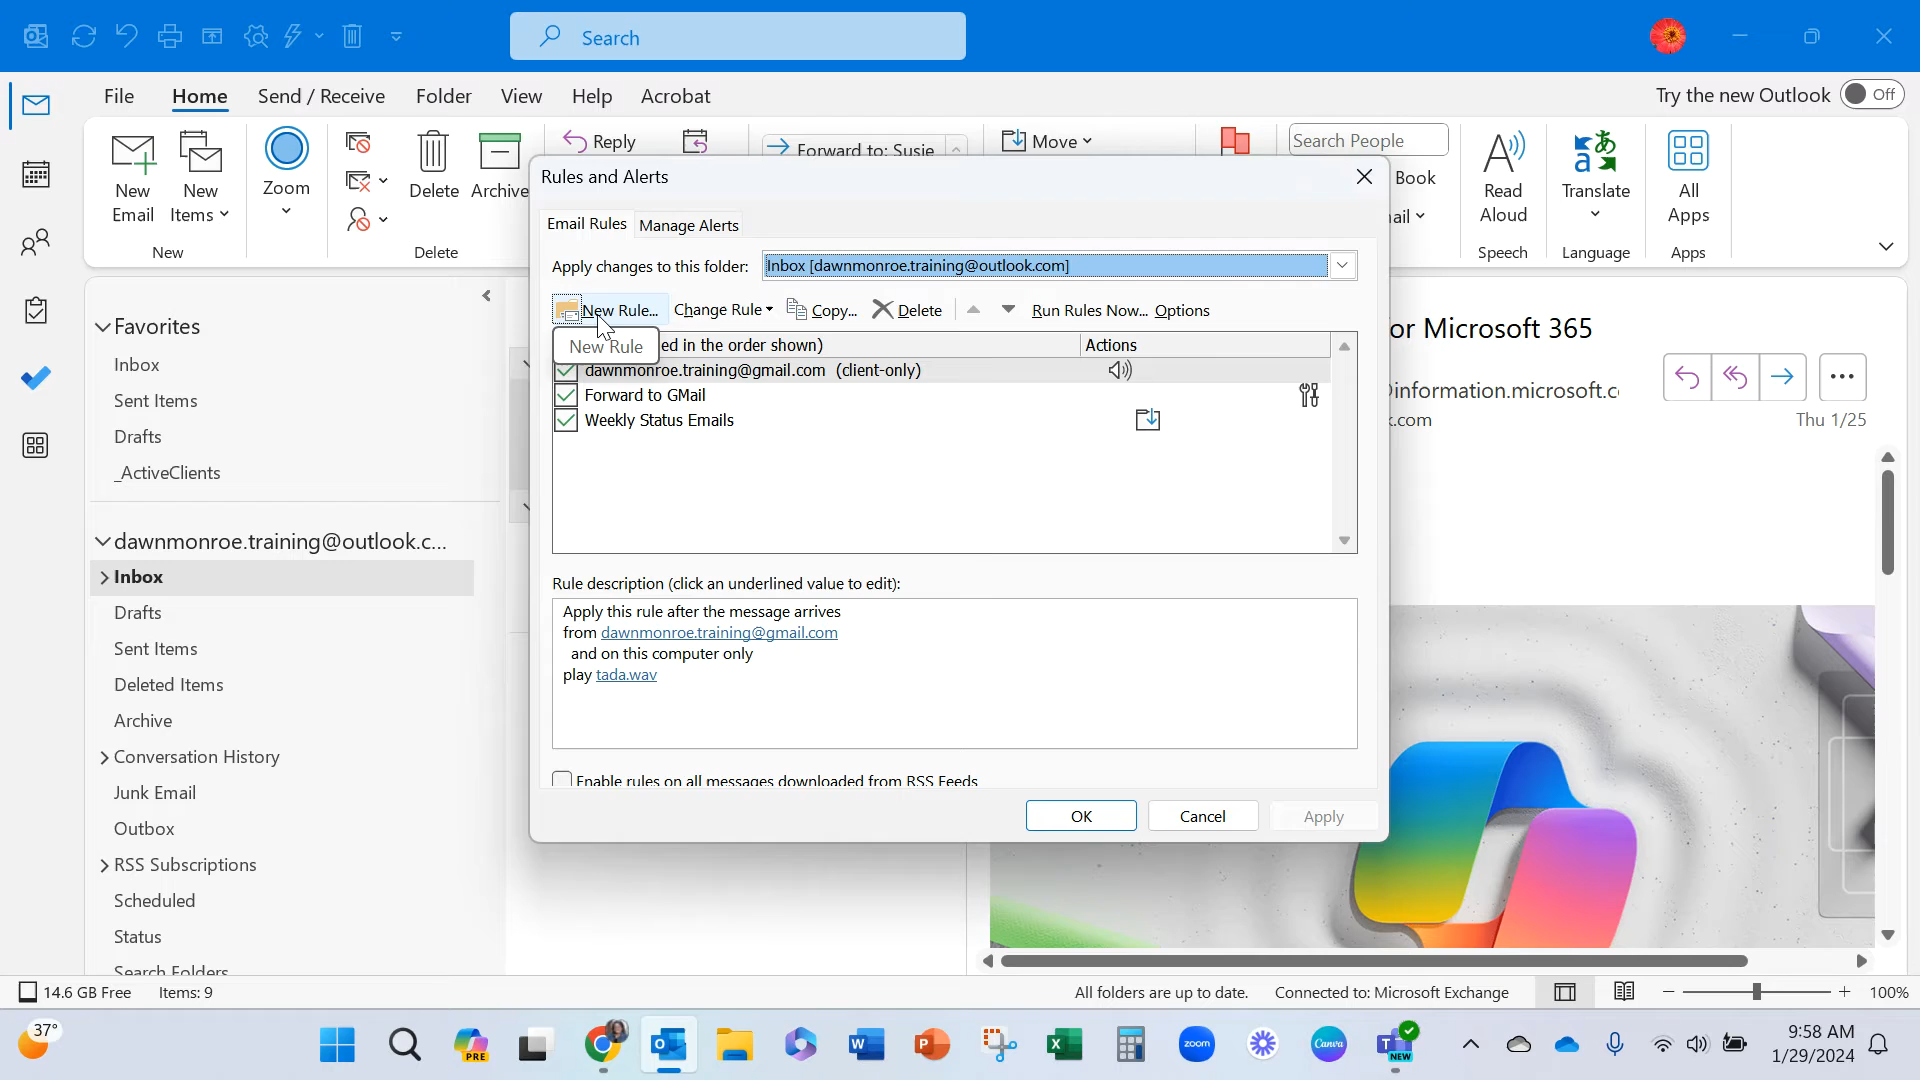 Search
File Home Send / Receive Folder View Help Acrobat
Try the new Outlook Off
New Email
New Items
Zoom
Delete
Archive
Reply
Forward to: Susie
Move
Search People
Book
ail
Read Aloud
Translate
All Apps
New
Delete
Speech
Language
Apps
Favorites
Inbox
Sent Items
Drafts
_ActiveClients
dawnmonroe.training@outlook.c...
Inbox
Drafts
Sent Items
Deleted Items
Archive
Conversation History
Junk Email
Outbox
RSS Subscriptions
Scheduled
Status
Search Folders
Rules and Alerts
Email Rules Manage Alerts
Apply changes to this folder: Inbox [dawnmonroe.training@outlook.com]
New Rule... Change Rule Copy... Delete Run Rules Now... Options
New Rule
ed in the order shown) Actions
dawnmonroe.training@gmail.com (client-only)
Forward to GMail
Weekly Status Emails
Rule description (click an underlined value to edit):
Apply this rule after the message arrives
from dawnmonroe.training@gmail.com
and on this computer only
play tada.wav
Enable rules on all messages downloaded from RSS Feeds
OK Cancel Apply
or Microsoft 365
information.microsoft.c
.com
Thu 1/25
14.6 GB Free Items: 9
All folders are up to date. Connected to: Microsoft Exchange 100%
37°
PRE
zoom
Canva
NEW
9:58 AM
1/29/2024